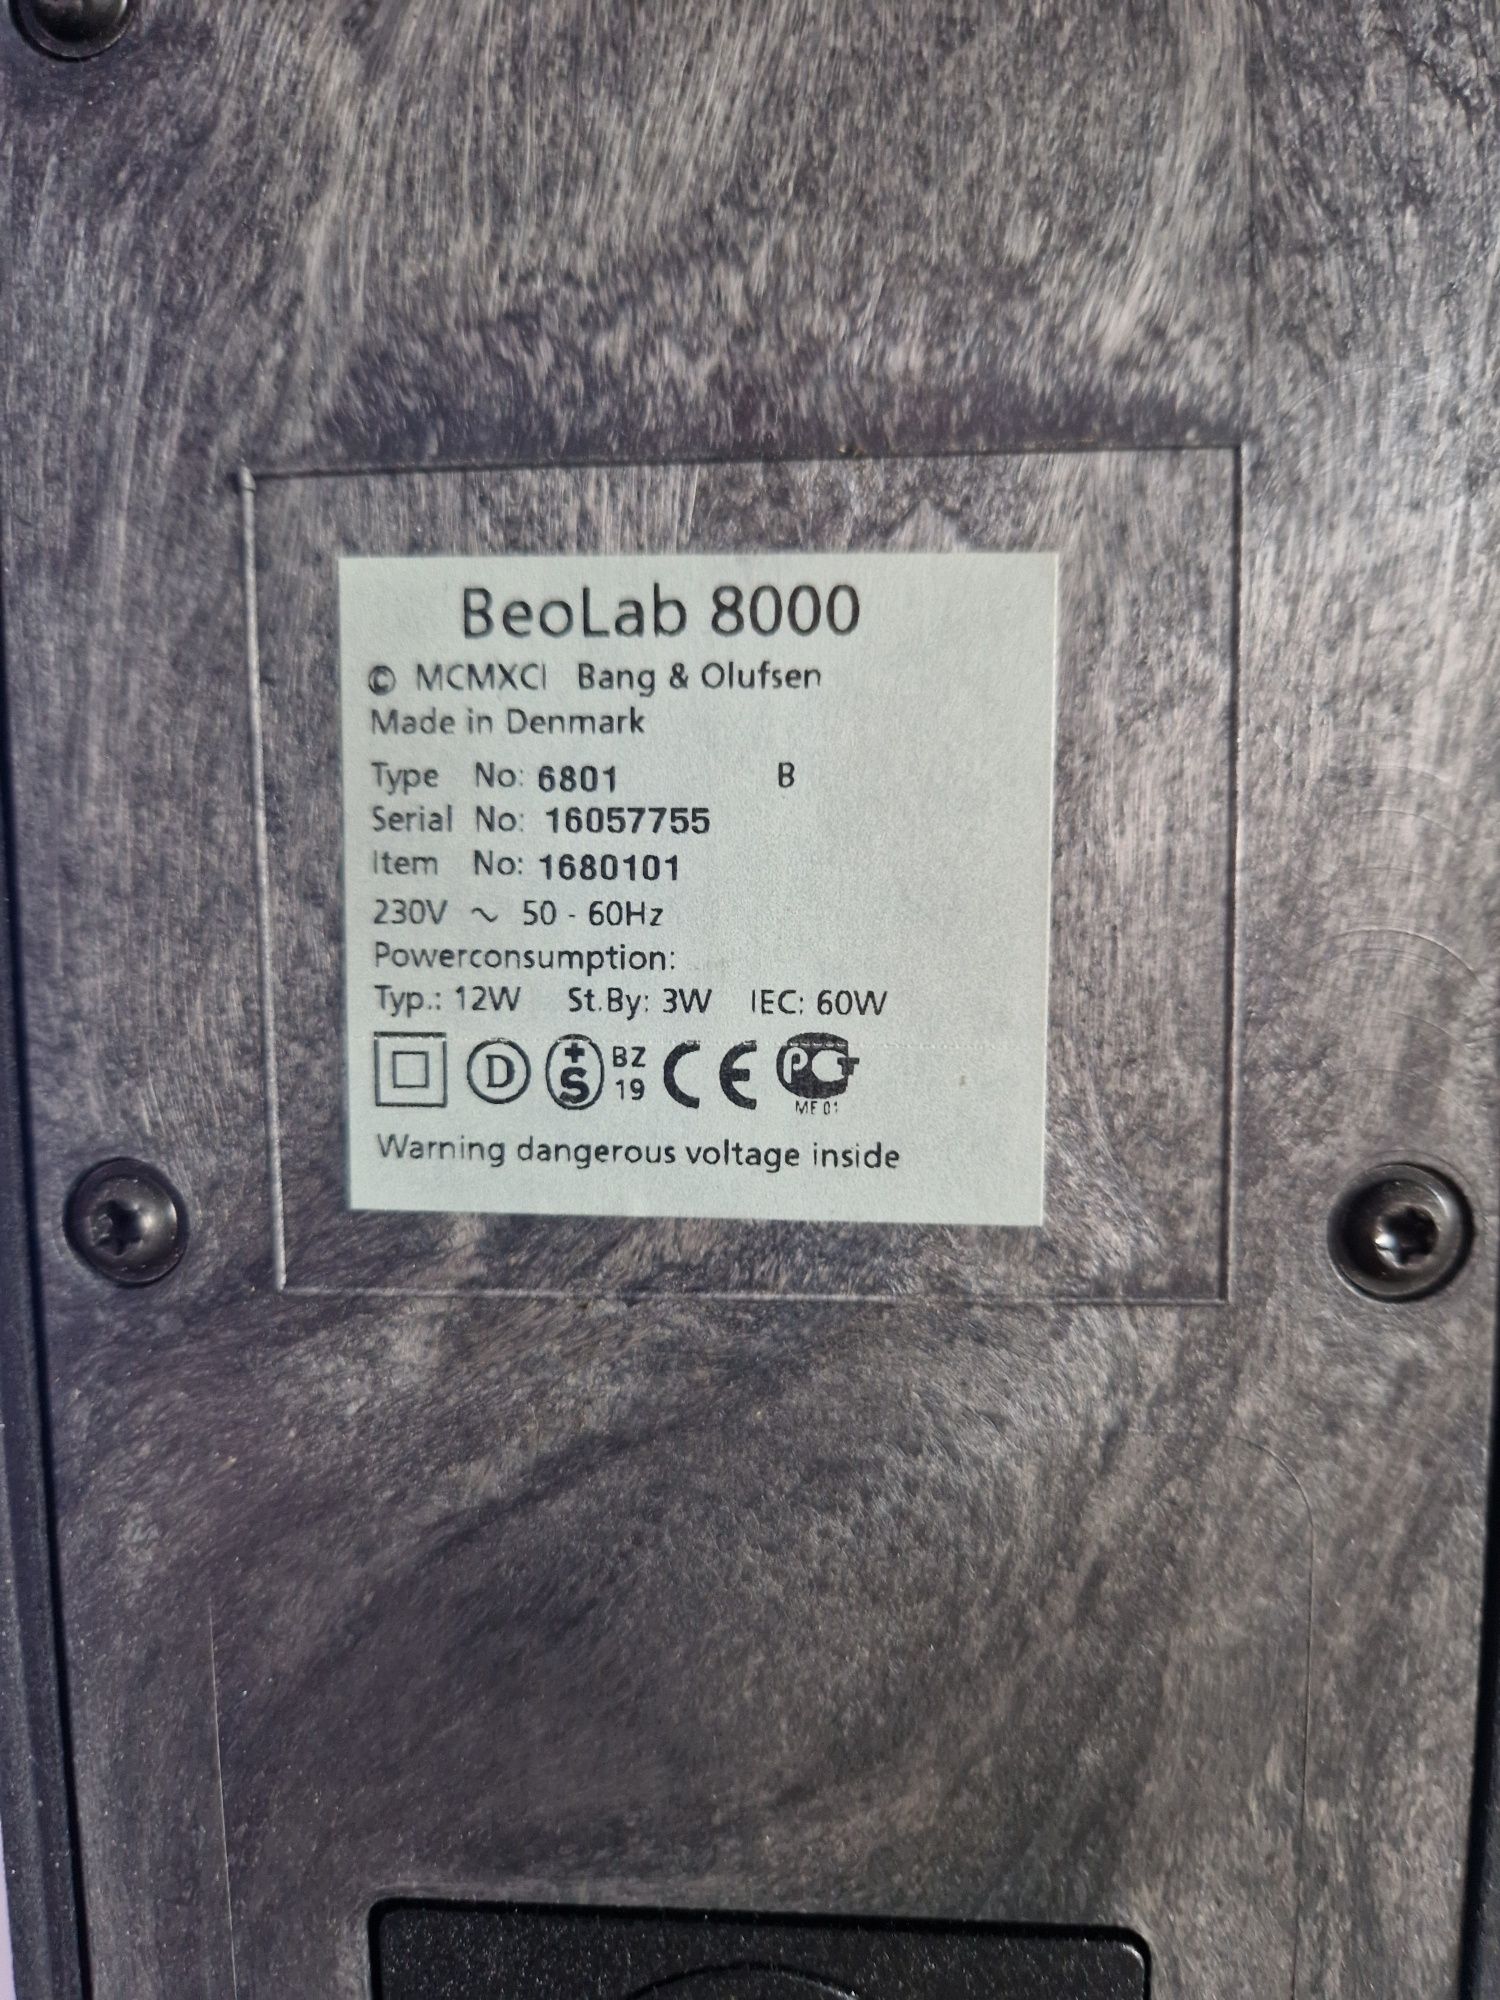 BeoLab 8000
© MCMXCI Bang & Olufsen
Made in Denmark
Type No: 6801 B
Serial No: 16057755
Item No: 1680101
230V ~ 50 - 60Hz
Powerconsumption:
Typ.: 12W St.By: 3W IEC: 60W
D +S BZ 19 CE PCT ME 01
Warning dangerous voltage inside